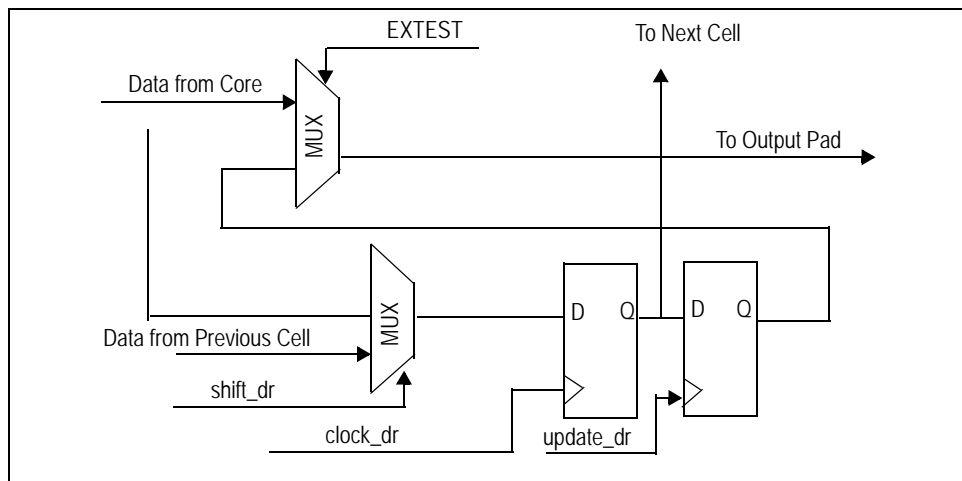 EXTEST
To Next Cell
Data from Core
MUX
To Output Pad
MUX
D Q
D Q
Data from Previous Cell
shift_dr
clock_dr
update_dr